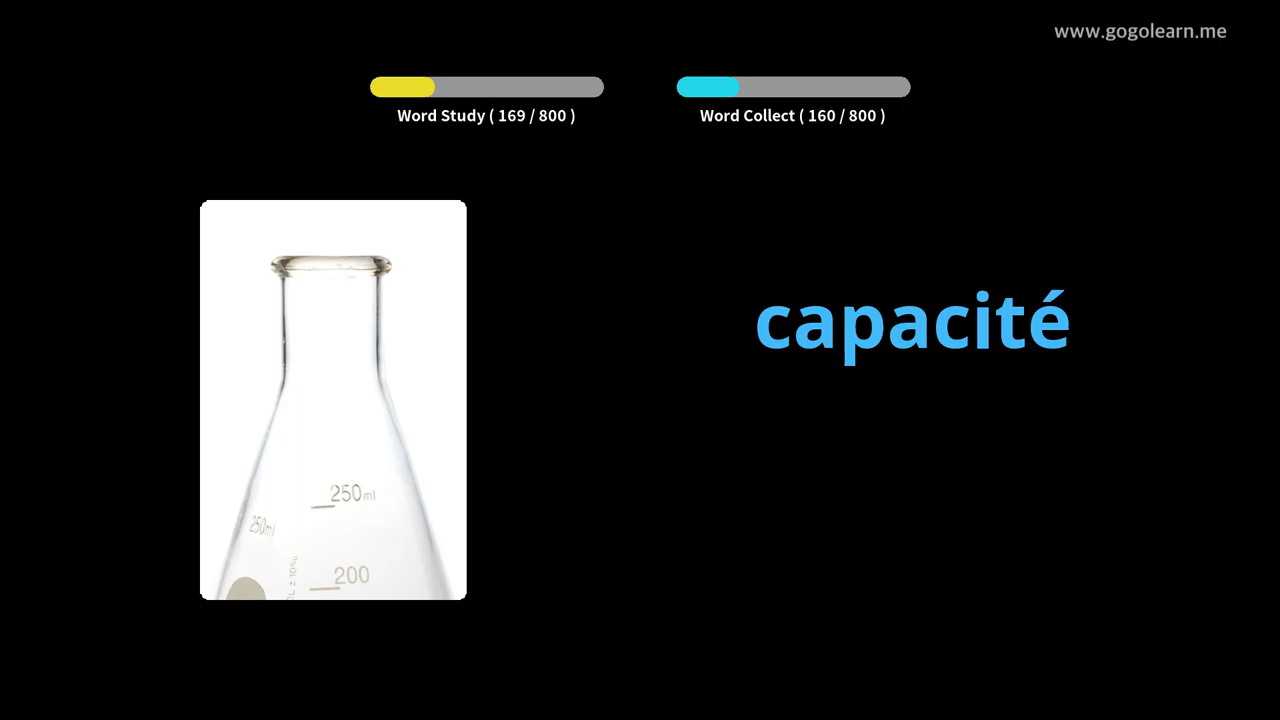 www.gogolearn.me
Word Study ( 169 / 800 )
Word Collect ( 160 / 800 )
capacité
250ml
250ml
200